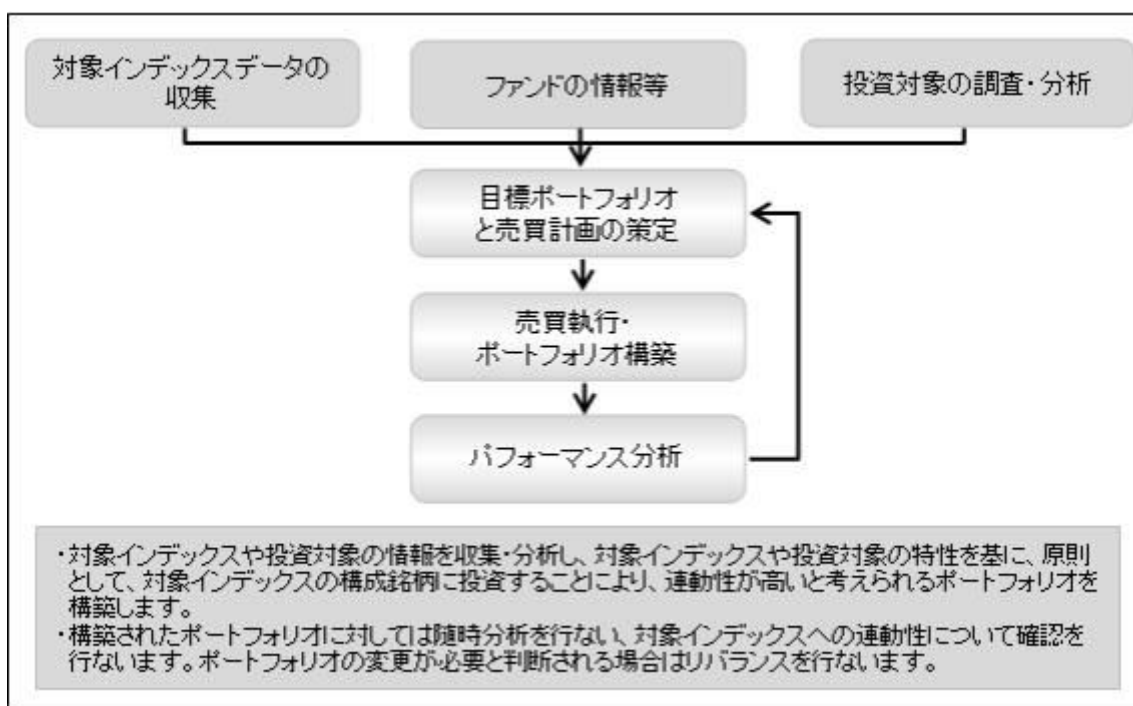 対象インデックスデータの
収集
ファンドの情報等
投資対象の調査・分析
目標ポートフォリオ
と売買計画の策定
売買執行・
ポートフォリオ構築
パフォーマンス分析
・対象インデックスや投資対象の情報を収集・分析し、対象インデックスや投資対象の特性を基に、原則
として、対象インデックスの構成銘柄に投資することにより、連動性が高いと考えられるポートフォリオを
構築します。
・構築されたポートフォリオに対しては随時分析を行ない、対象インデックスへの連動性について確認を
行ないます。ポートフォリオの変更が必要と判断される場合はリバランスを行ないます。